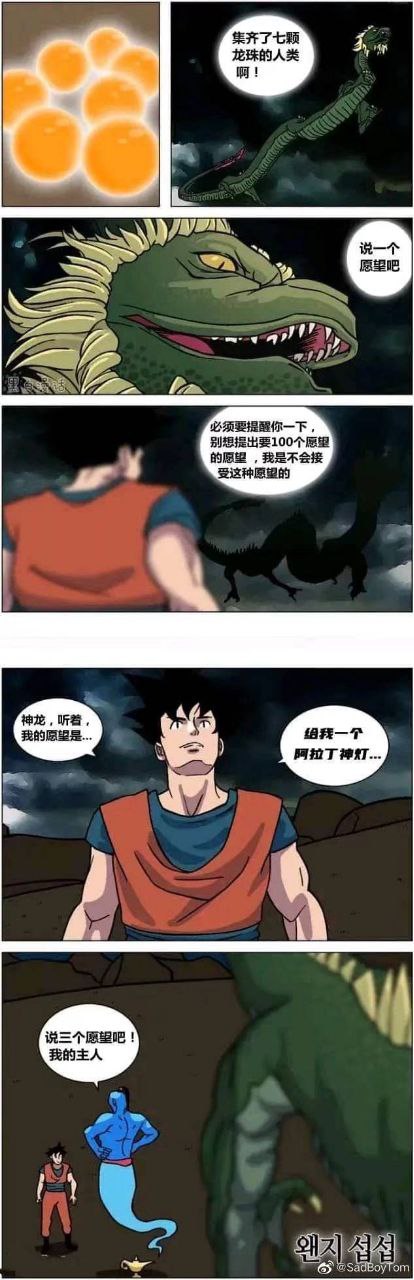 集齐了七颗
龙珠的人类
啊！
说一个
愿望吧
黑白漫话
必须要提醒你一下，
别想提出要100个愿望
的愿望，我是不会接
受这种愿望的
神龙，听着，
我的愿望是...
给我一个
阿拉丁神灯...
说三个愿望吧！
我的主人
왠지 섭섭
@SadBoyTom